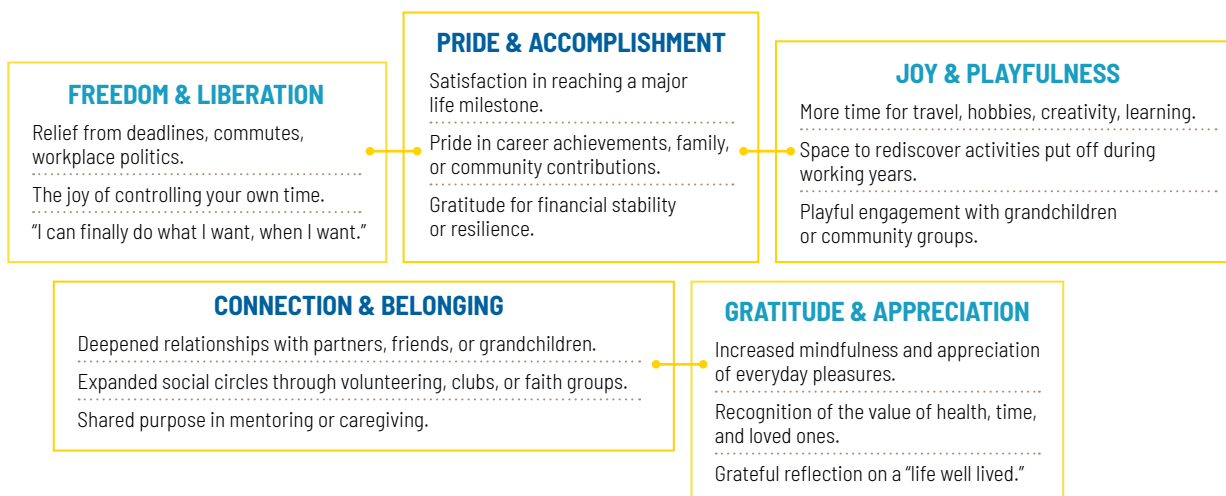 FREEDOM & LIBERATION
Relief from deadlines, commutes,
workplace politics.
The joy of controlling your own time.
“I can finally do what I want, when I want.”
PRIDE & ACCOMPLISHMENT
Satisfaction in reaching a major
life milestone.
Pride in career achievements, family,
or community contributions.
Gratitude for financial stability
or resilience.
JOY & PLAYFULNESS
More time for travel, hobbies, creativity, learning.
Space to rediscover activities put off during
working years.
Playful engagement with grandchildren
or community groups.
CONNECTION & BELONGING
Deepened relationships with partners, friends, or grandchildren.
Expanded social circles through volunteering, clubs, or faith groups.
Shared purpose in mentoring or caregiving.
GRATITUDE & APPRECIATION
Increased mindfulness and appreciation
of everyday pleasures.
Recognition of the value of health, time,
and loved ones.
Grateful reflection on a “life well lived.”